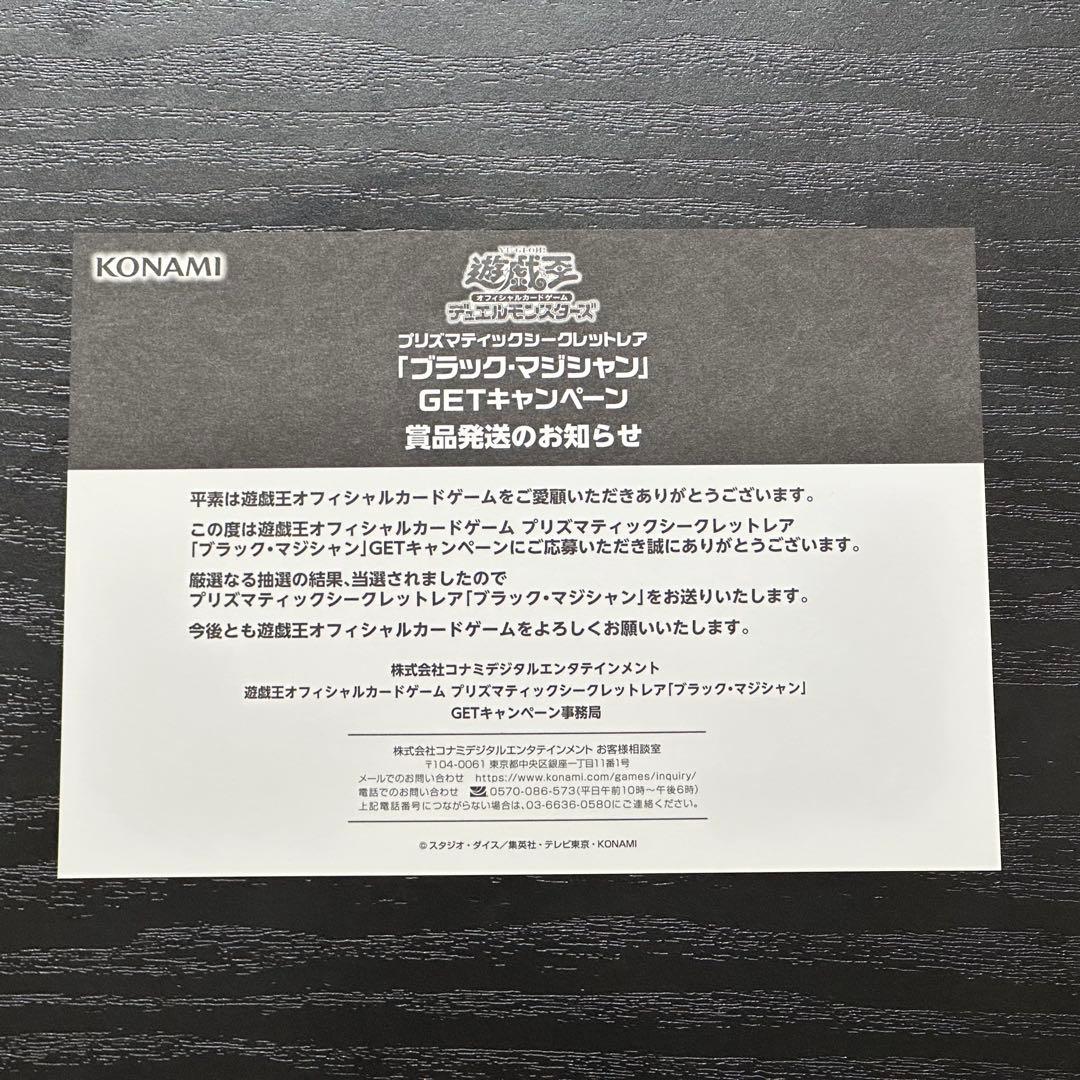 KONAMI
YU-GI-OH!
遊戯王
オフィシャルカードゲーム
デュエルモンスターズ
プリズマティックシークレットレア
「ブラック・マジシャン」
GETキャンペーン
賞品発送のお知らせ
平素は遊戯王オフィシャルカードゲームをご愛顧いただきありがとうございます。
この度は遊戯王オフィシャルカードゲーム プリズマティックシークレットレア
「ブラック・マジシャン」GETキャンペーンにご応募いただき誠にありがとうございます。
厳選なる抽選の結果、当選されましたので
プリズマティックシークレットレア「ブラック・マジシャン」をお送りいたします。
今後とも遊戯王オフィシャルカードゲームをよろしくお願いいたします。
株式会社コナミデジタルエンタテインメント
遊戯王オフィシャルカードゲーム プリズマティックシークレットレア「ブラック・マジシャン」
GETキャンペーン事務局
株式会社コナミデジタルエンタテインメント お客様相談室
〒104-0061 東京都中央区銀座一丁目11番1号
メールでのお問い合わせ https://www.konami.com/games/inquiry/
電話でのお問い合わせ 0570-086-573(平日午前10時〜午後6時)
上記電話番号につながらない場合は、03-6636-0580にご連絡ください。
©スタジオ・ダイス/集英社・テレビ東京・KONAMI